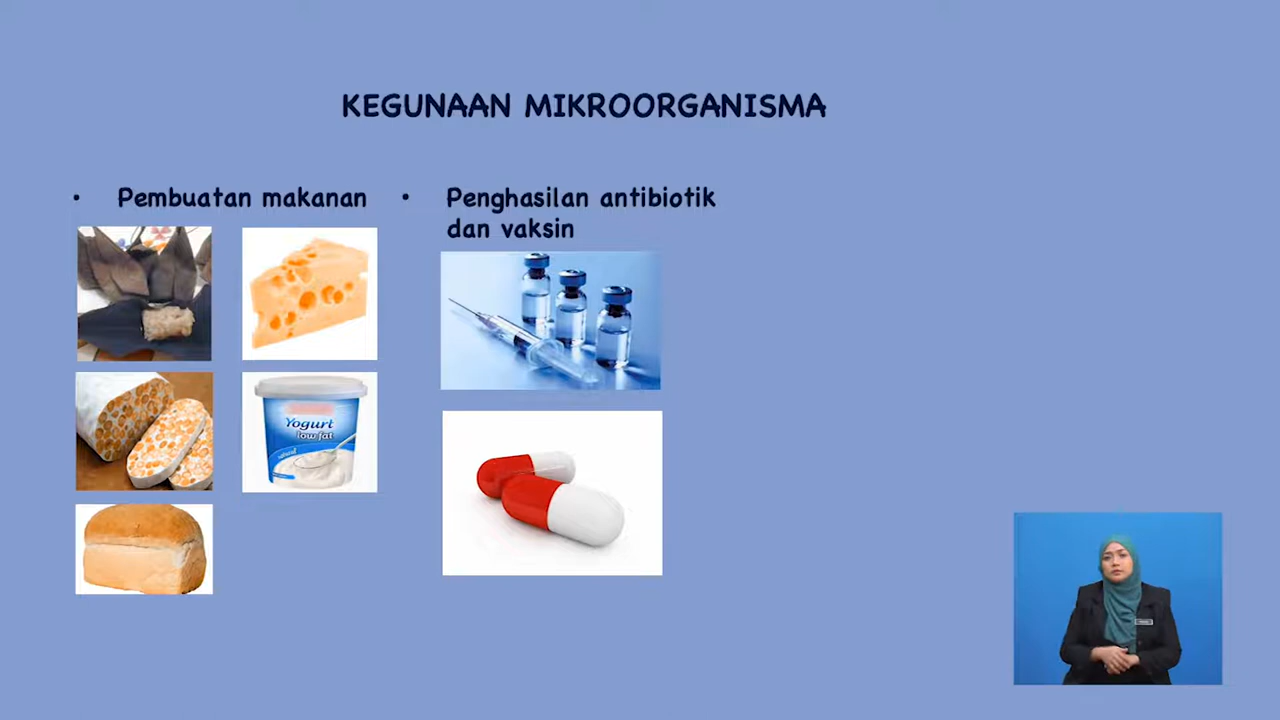 KEGUNAAN MIKROORGANISMA
• Pembuatan makanan
• Penghasilan antibiotik
dan vaksin
Yogurt
low fat